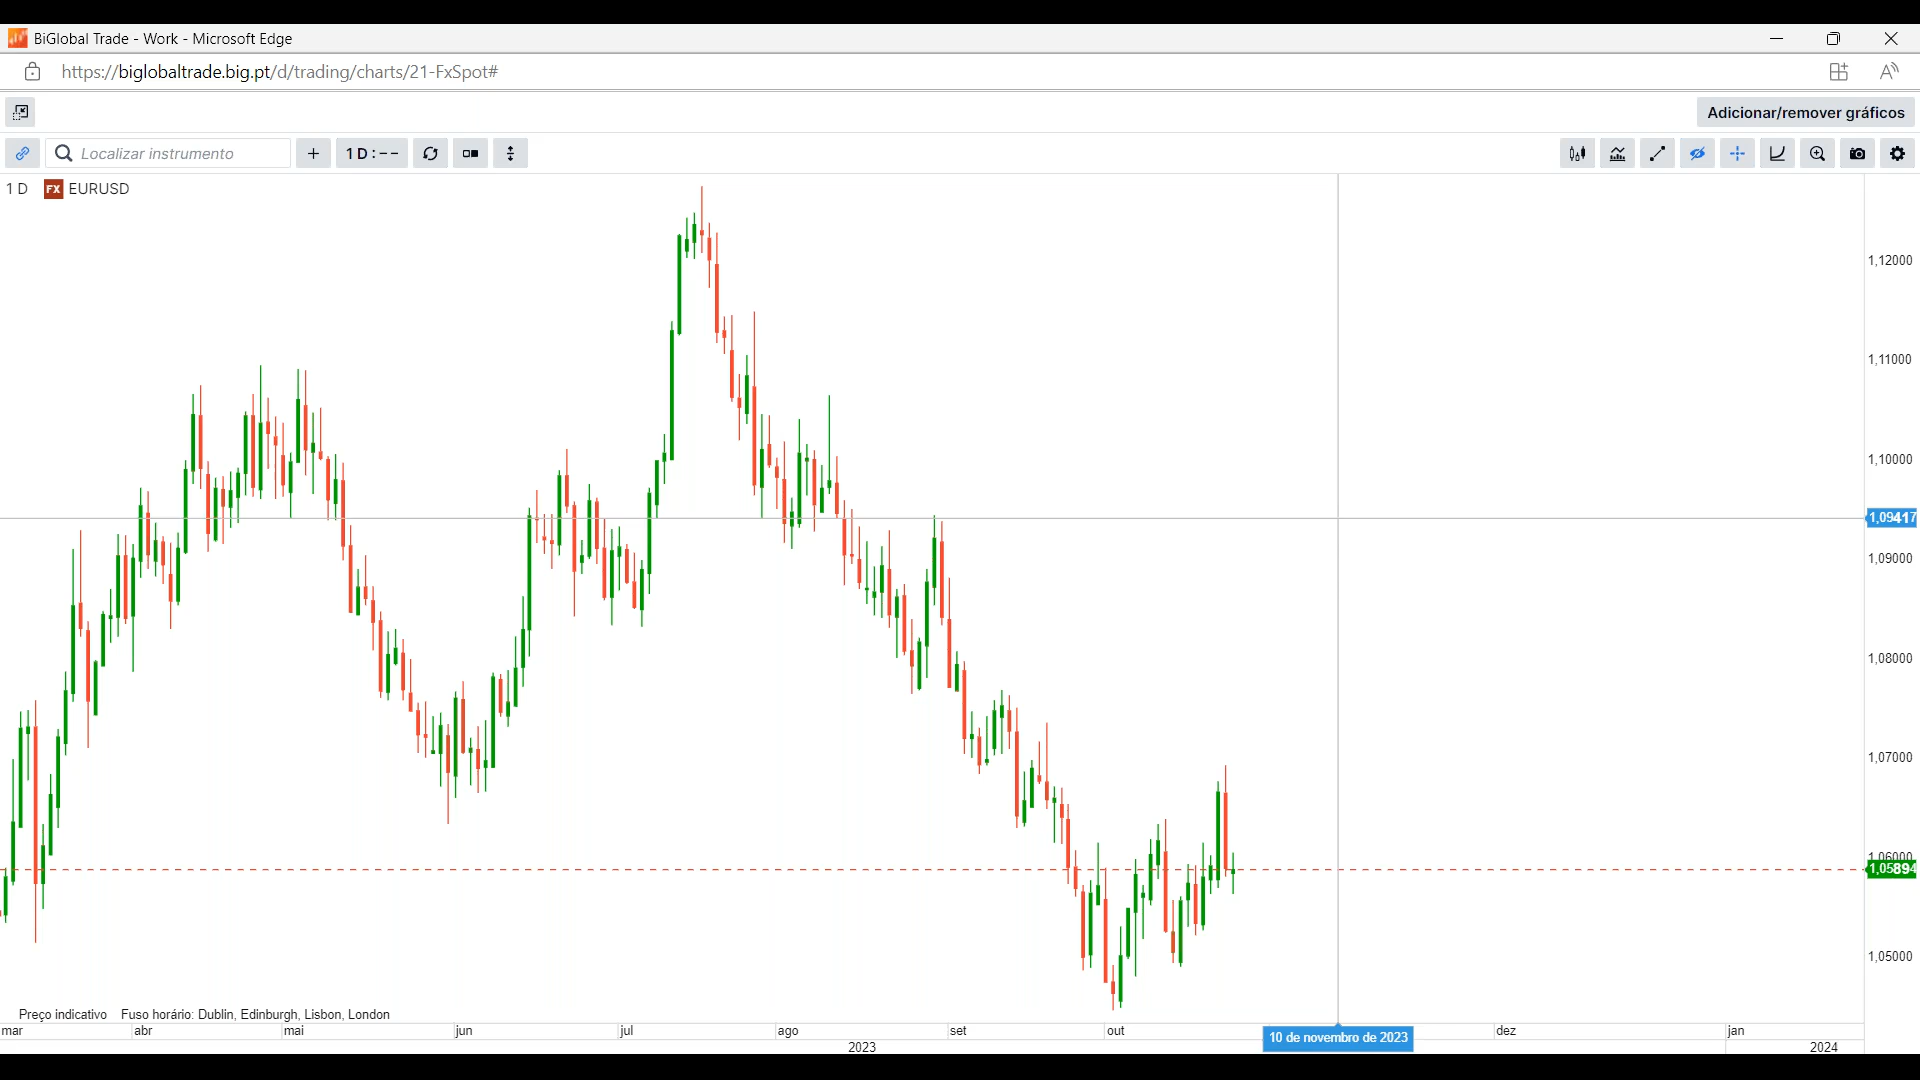 BiGlobal Trade - Work - Microsoft Edge
https://biglobaltrade.big.pt/d/trading/charts/21-FxSpot#
Adicionar/remover gráficos
Localizar instrumento
1 D : – –
1 D FX EURUSD
1,12000
1,11000
1,10000
1,09417
1,09000
1,08000
1,07000
1,06000
1,05894
1,05000
Preço indicativo Fuso horário: Dublin, Edinburgh, Lisbon, London
mar abr mai jun jul ago set out 10 de novembro de 2023 dez jan
2023 2024